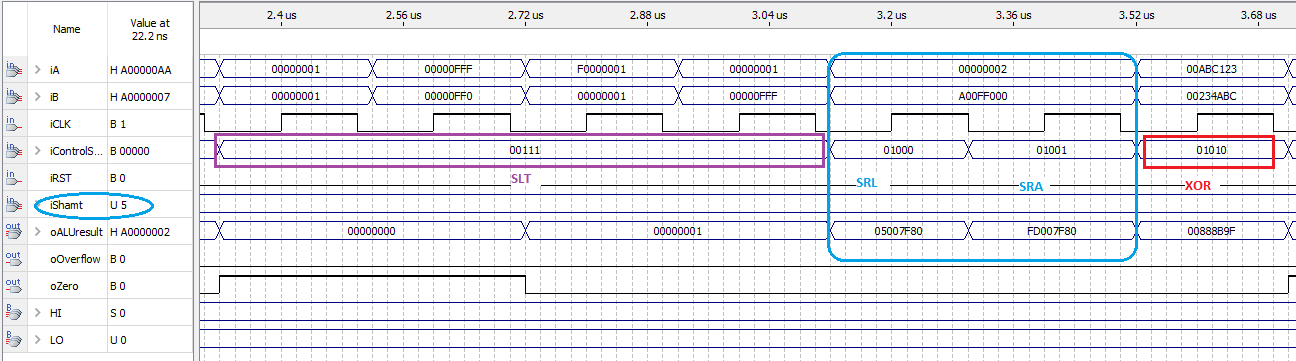 Name Value at 22.2 ns 2.4 us 2.56 us 2.72 us 2.88 us 3.04 us 3.2 us 3.36 us 3.52 us 3.68 us
in iA H A00000AA 00000001 00000FFF F0000001 00000001 00000002 00ABC123
in iB H A0000007 00000001 00000FF0 00000001 00000FFF A00FF000 00234ABC
in iCLK B 1
in iControlS... B 00000 00111 01000 01001 01010
in iRST B 0 SLT SRL SRA XOR
in iShamt U 5
out oALUresult H A0000002 00000000 00000001 05007F80 FD007F80 00888B9F
out oOverflow B 0
out oZero B 0
B HI S 0
B LO U 0